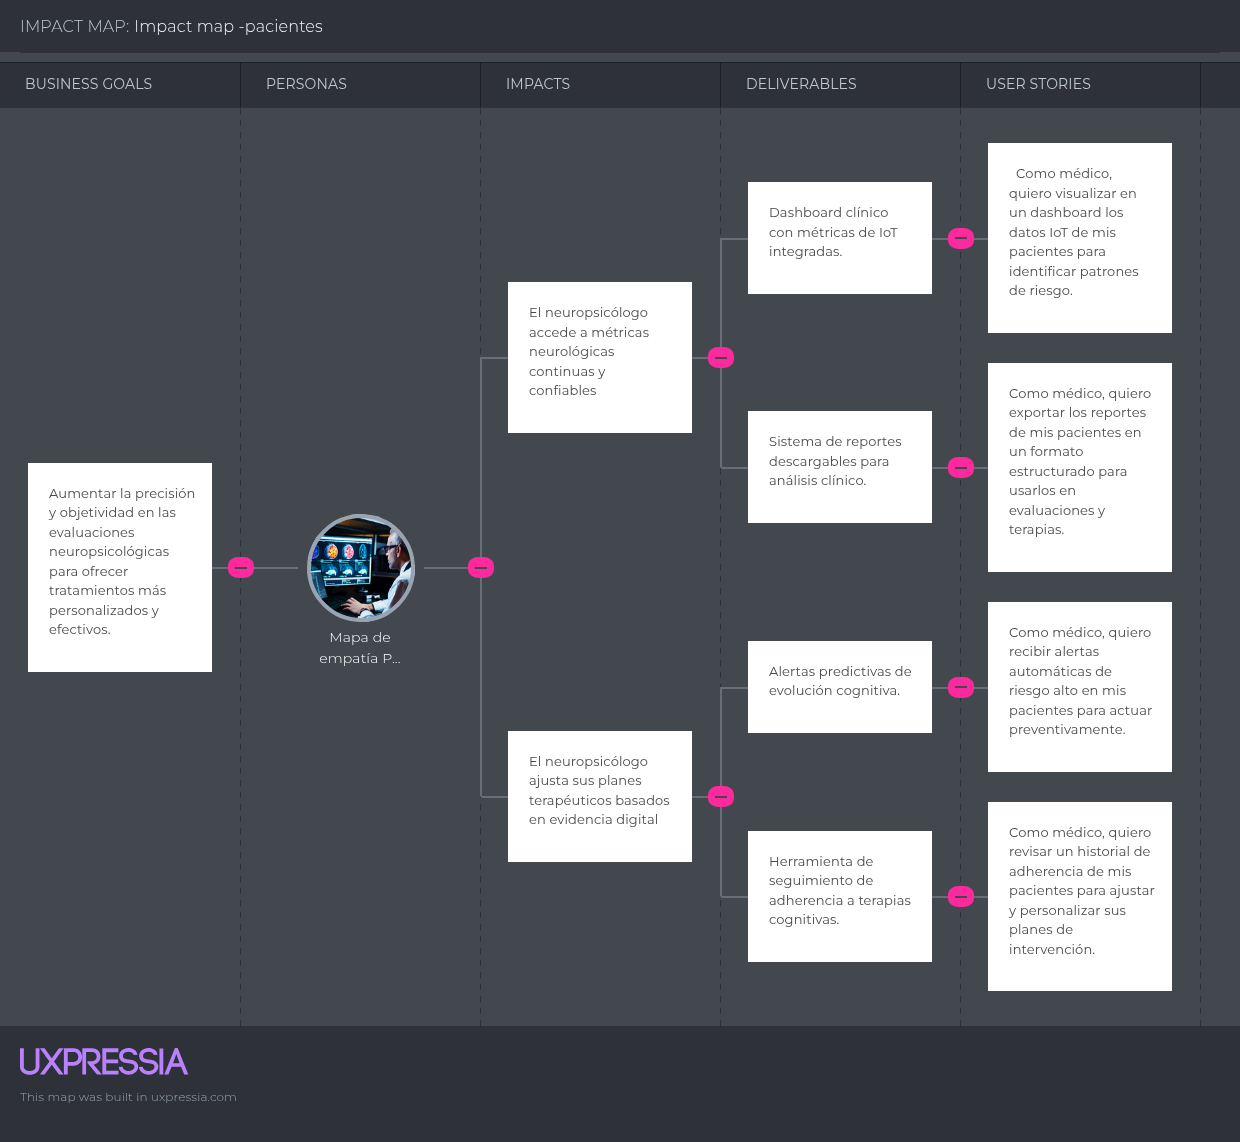 IMPACT MAP: Impact map -pacientes
BUSINESS GOALS
PERSONAS
IMPACTS
DELIVERABLES
USER STORIES
Aumentar la precisión
y objetividad en las
evaluaciones
neuropsicológicas
para ofrecer
tratamientos más
personalizados y
efectivos.
Mapa de
empatía P...
El neuropsicólogo
accede a métricas
neurológicas
continuas y
confiables
El neuropsicólogo
ajusta sus planes
terapéuticos basados
en evidencia digital
Dashboard clínico
con métricas de IoT
integradas.
Sistema de reportes
descargables para
análisis clínico.
Alertas predictivas de
evolución cognitiva.
Herramienta de
seguimiento de
adherencia a terapias
cognitivas.
Como médico,
quiero visualizar en
un dashboard los
datos IoT de mis
pacientes para
identificar patrones
de riesgo.
Como médico, quiero
exportar los reportes
de mis pacientes en
un formato
estructurado para
usarlos en
evaluaciones y
terapias.
Como médico, quiero
recibir alertas
automáticas de
riesgo alto en mis
pacientes para actuar
preventivamente.
Como médico, quiero
revisar un historial de
adherencia de mis
pacientes para ajustar
y personalizar sus
planes de
intervención.
UXPRESSIA
This map was built in uxpressia.com